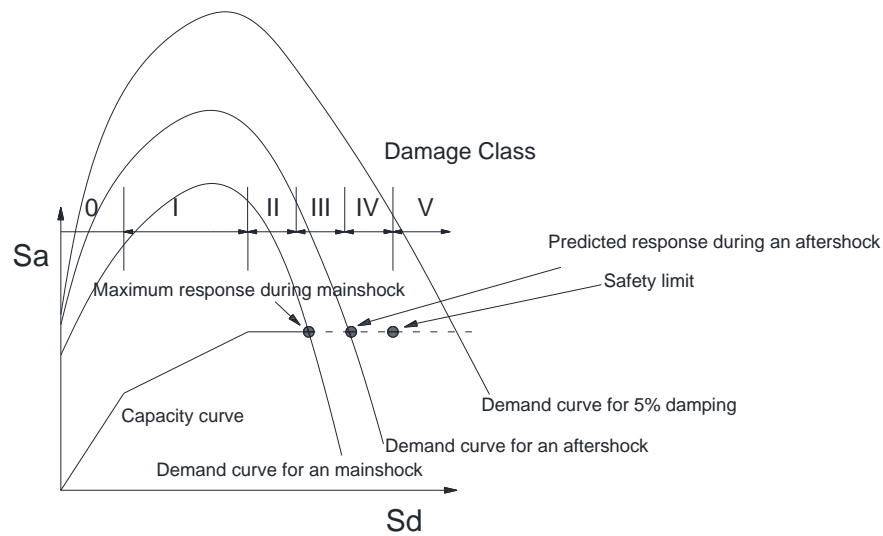 Damage Class
0 I II III IV V
Predicted response during an aftershock
Sa
Safety limit
Maximum response during mainshock
Demand curve for 5% damping
Capacity curve
Demand curve for an aftershock
Demand curve for an mainshock
Sd